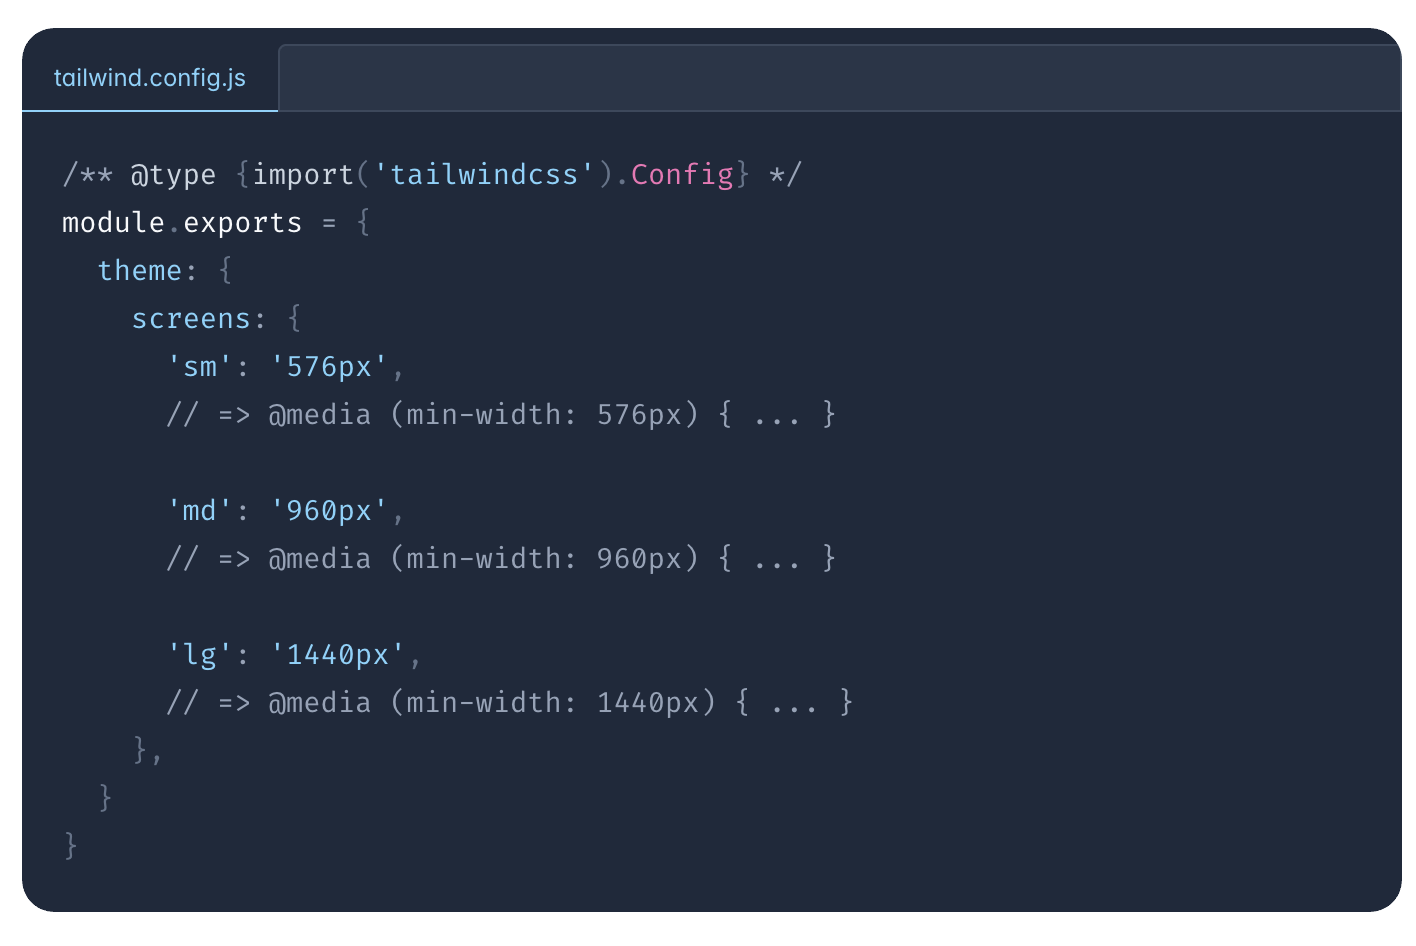 tailwind.config.js
/** @type {import('tailwindcss').Config} */
module.exports = {
  theme: {
    screens: {
      'sm': '576px',
      // => @media (min-width: 576px) { ... }

      'md': '960px',
      // => @media (min-width: 960px) { ... }

      'lg': '1440px',
      // => @media (min-width: 1440px) { ... }
    },
  }
}